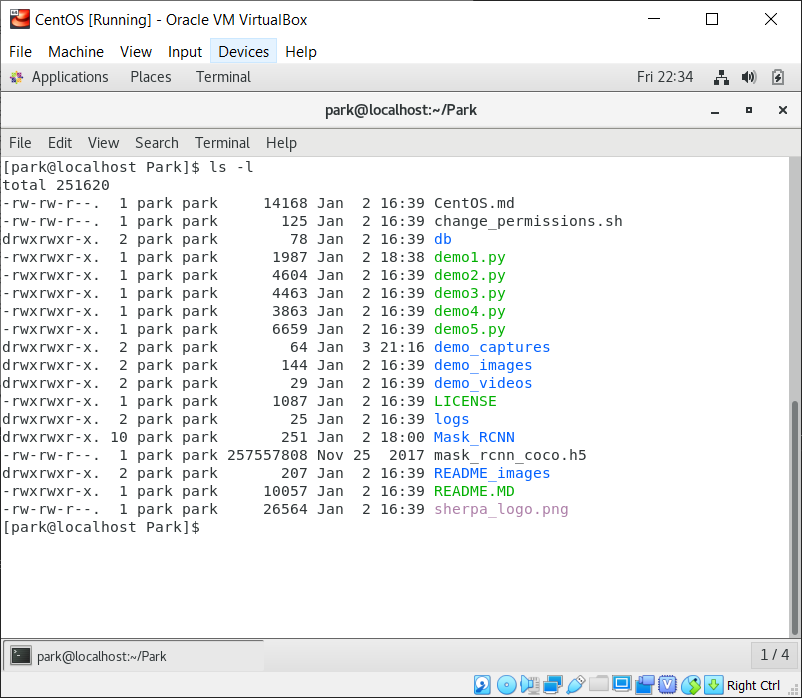 CentOS [Running] - Oracle VM VirtualBox
File Machine View Input Devices Help
Applications Places Terminal Fri 22:34
park@localhost:~/Park
File Edit View Search Terminal Help
[park@localhost Park]$ ls -l
total 251620
-rw-rw-r--.  1 park park     14168 Jan  2 16:39 CentOS.md
-rw-rw-r--.  1 park park       125 Jan  2 16:39 change_permissions.sh
drwxrwxr-x.  2 park park        78 Jan  2 16:39 db
-rwxrwxr-x.  1 park park      1987 Jan  2 18:38 demo1.py
-rwxrwxr-x.  1 park park      4604 Jan  2 16:39 demo2.py
-rwxrwxr-x.  1 park park      4463 Jan  2 16:39 demo3.py
-rwxrwxr-x.  1 park park      3863 Jan  2 16:39 demo4.py
-rwxrwxr-x.  1 park park      6659 Jan  2 16:39 demo5.py
drwxrwxr-x.  2 park park        64 Jan  3 21:16 demo_captures
drwxrwxr-x.  2 park park       144 Jan  2 16:39 demo_images
drwxrwxr-x.  2 park park        29 Jan  2 16:39 demo_videos
-rwxrwxr-x.  1 park park      1087 Jan  2 16:39 LICENSE
drwxrwxr-x.  2 park park        25 Jan  2 16:39 logs
drwxrwxr-x. 10 park park       251 Jan  2 18:00 Mask_RCNN
-rw-rw-r--.  1 park park 257557808 Nov 25  2017 mask_rcnn_coco.h5
drwxrwxr-x.  2 park park       207 Jan  2 16:39 README_images
-rwxrwxr-x.  1 park park     10057 Jan  2 16:39 README.MD
-rw-rw-r--.  1 park park     26564 Jan  2 16:39 sherpa_logo.png
[park@localhost Park]$
park@localhost:~/Park 1 / 4
Right Ctrl